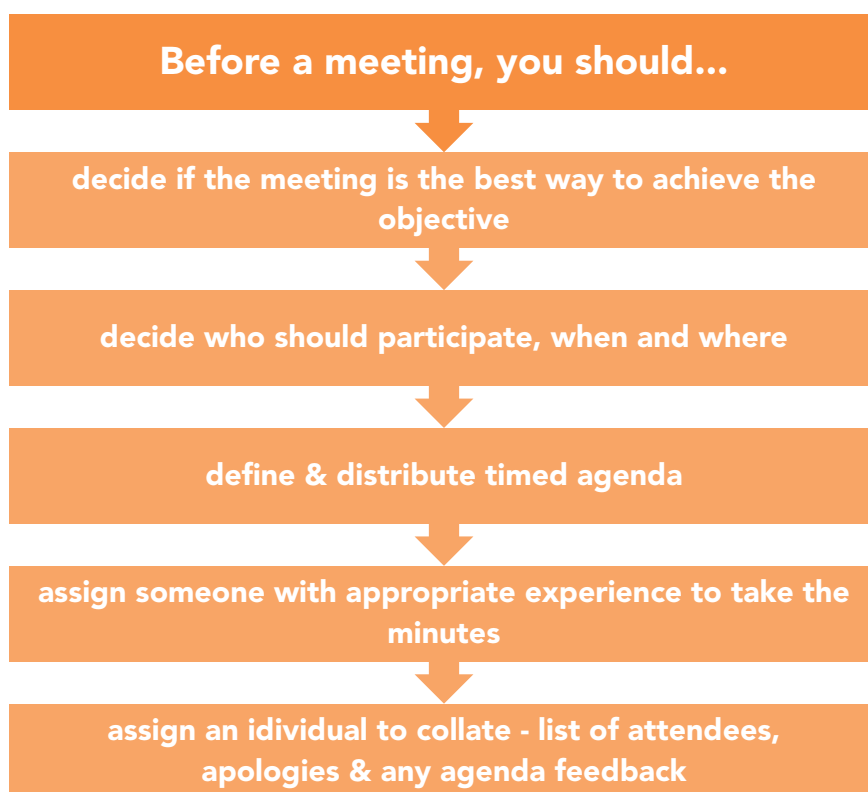 Before a meeting, you should...
decide if the meeting is the best way to achieve the
objective
decide who should participate, when and where
define & distribute timed agenda
assign someone with appropriate experience to take the
minutes
assign an idividual to collate - list of attendees,
apologies & any agenda feedback